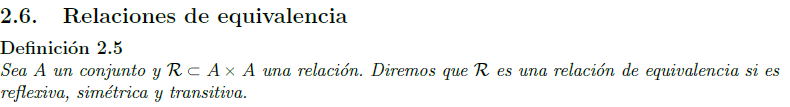 2.6. Relaciones de equivalencia
Definición 2.5
Sea A un conjunto y ℛ ⊂ A × A una relación. Diremos que ℛ es una relación de equivalencia si es
reflexiva, simétrica y transitiva.